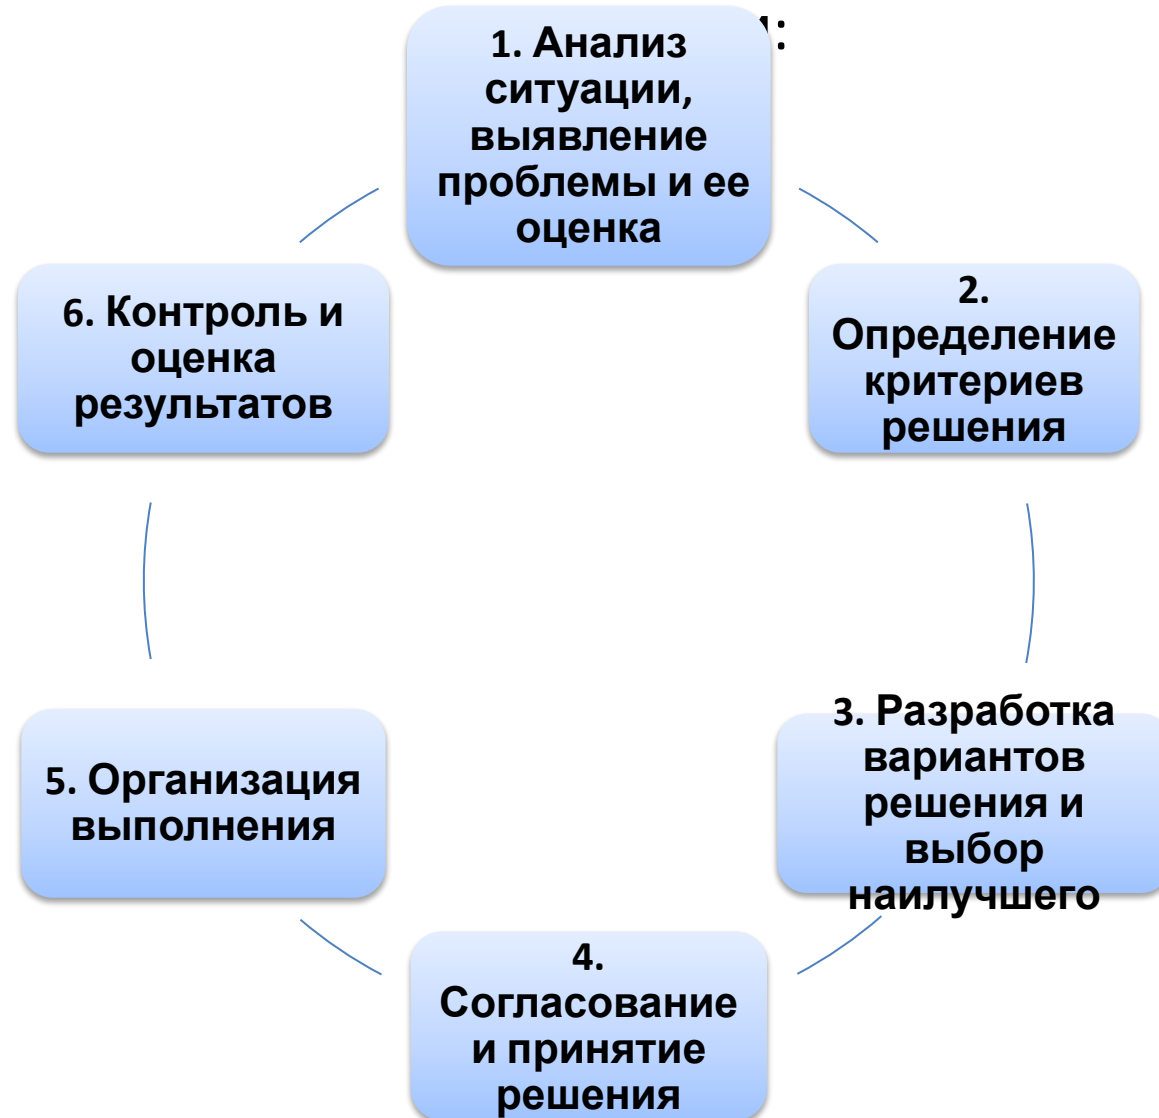 1. Анализ
ситуации,
выявление
проблемы и ее
оценка
2.
Определение
критериев
решения
3. Разработка
вариантов
решения и
выбор
наилучшего
4.
Согласование
и принятие
решения
5. Организация
выполнения
6. Контроль и
оценка
результатов